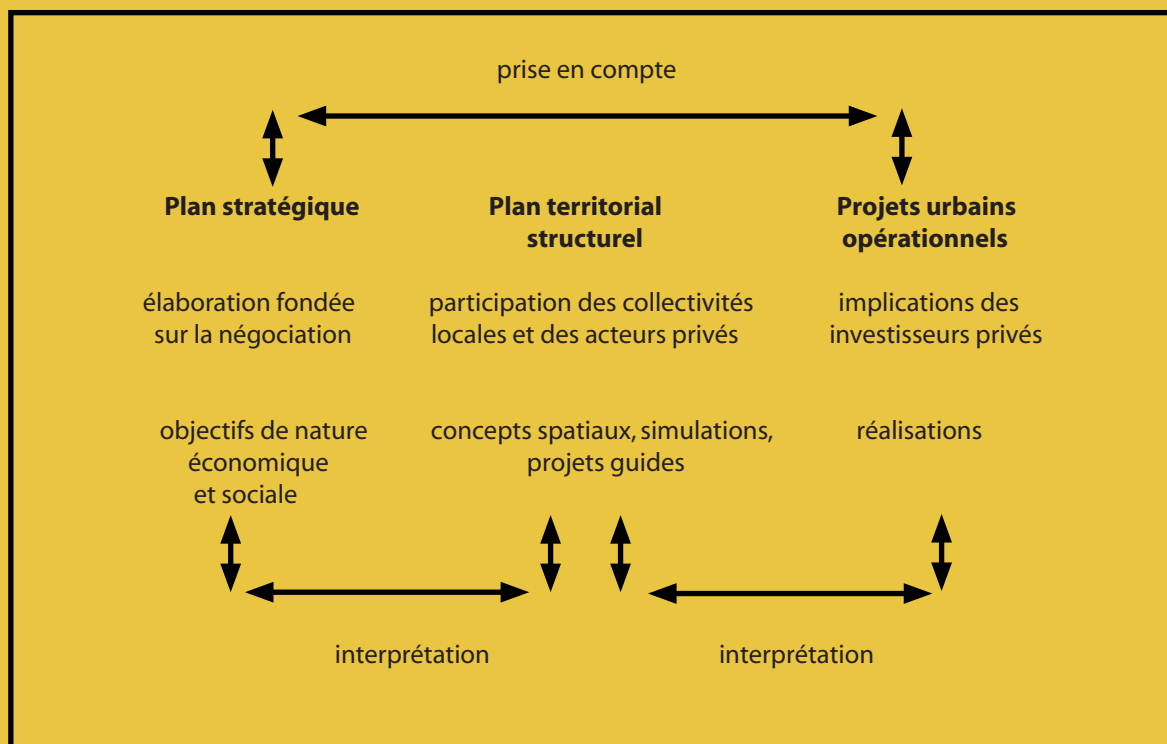 prise en compte
Plan stratégique
élaboration fondée
sur la négociation
objectifs de nature
économique
et sociale
Plan territorial
structurel
participation des collectivités
locales et des acteurs privés
concepts spatiaux, simulations,
projets guides
Projets urbains
opérationnels
implications des
investisseurs privés
réalisations
interprétation
interprétation